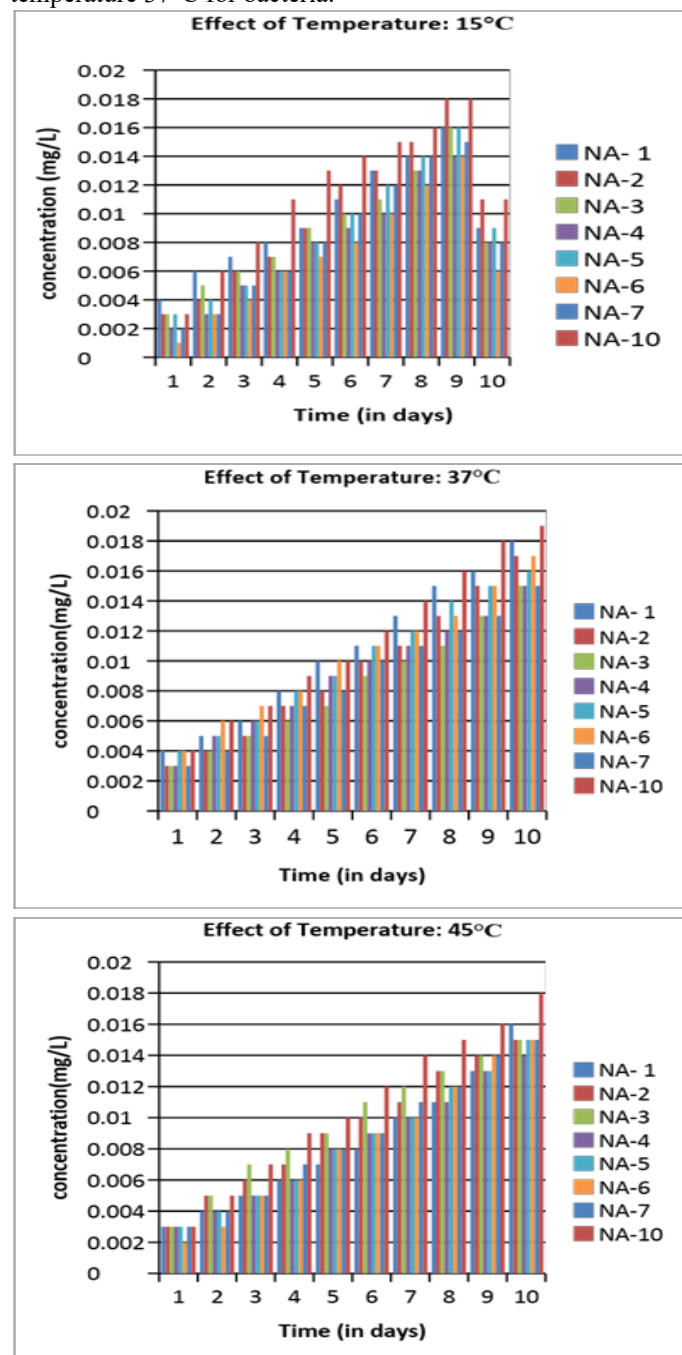 temperature 37°C for bacteria.
Effect of Temperature: 15°C
concentration (mg/L)
0.02
0.018
0.016
0.014
0.012
0.01
0.008
0.006
0.004
0.002
0
1 2 3 4 5 6 7 8 9 10
Time (in days)
NA- 1
NA-2
NA-3
NA-4
NA-5
NA-6
NA-7
NA-10
Effect of Temperature: 37°C
concentration(mg/L)
0.02
0.018
0.016
0.014
0.012
0.01
0.008
0.006
0.004
0.002
0
1 2 3 4 5 6 7 8 9 10
Time (in days)
NA- 1
NA-2
NA-3
NA-4
NA-5
NA-6
NA-7
NA-10
Effect of Temperature: 45°C
concentration(mg/L)
0.02
0.018
0.016
0.014
0.012
0.01
0.008
0.006
0.004
0.002
0
1 2 3 4 5 6 7 8 9 10
Time (in days)
NA- 1
NA-2
NA-3
NA-4
NA-5
NA-6
NA-7
NA-10